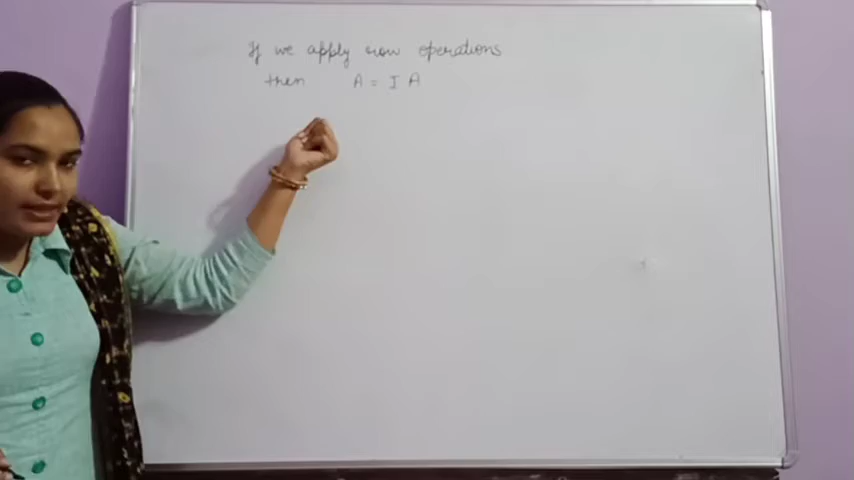 If we apply row operations
then A = I A